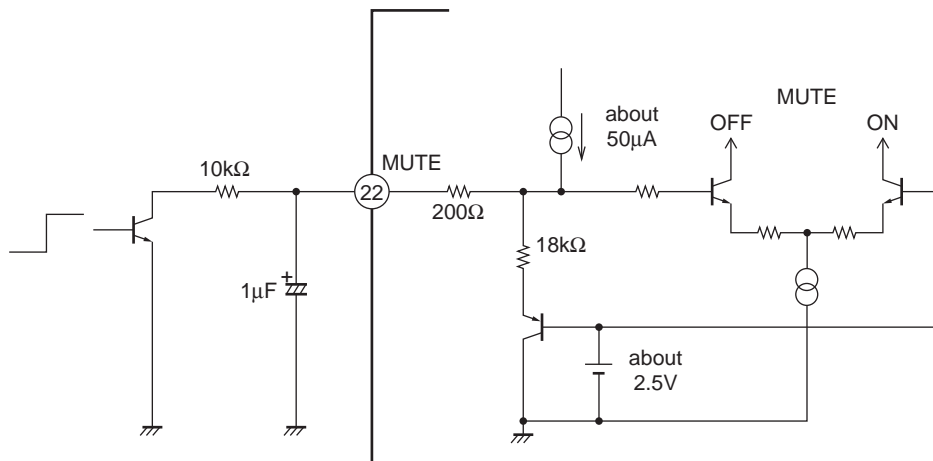 MUTE
about
50μA
OFF
ON
10kΩ
MUTE
22
200Ω
18kΩ
+
1μF
about
2.5V